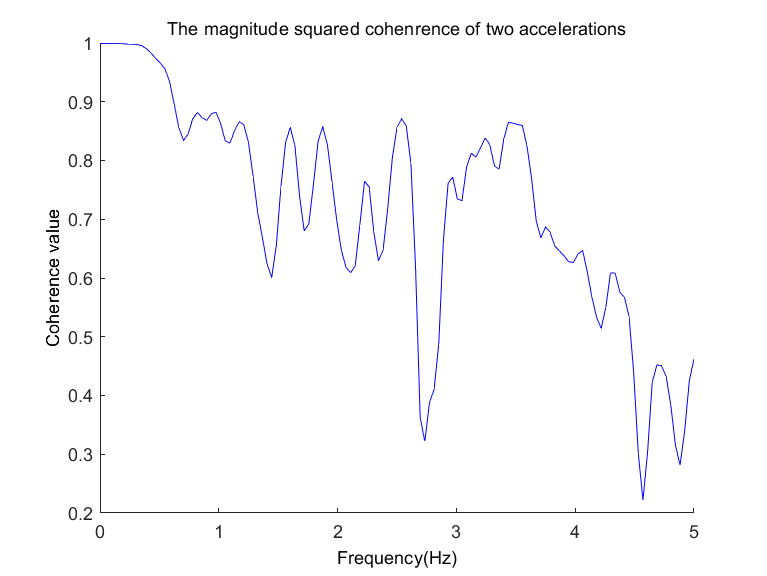 The magnitude squared cohenrence of two accelerations
1
0.9
0.8
0.7
0.6
0.5
0.4
0.3
0.2
Coherence value
0 1 2 3 4 5
Frequency(Hz)